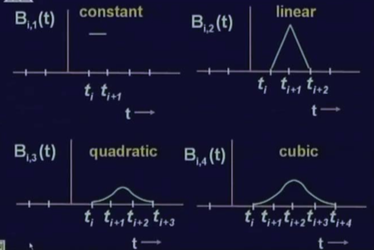 B_{i,1}(t) constant
t_i t_{i+1}
t →
B_{i,2}(t) linear
t_i t_{i+1} t_{i+2}
t →
B_{i,3}(t) quadratic
t_i t_{i+1} t_{i+2} t_{i+3}
t →
B_{i,4}(t) cubic
t_i t_{i+1} t_{i+2} t_{i+3} t_{i+4}
t →